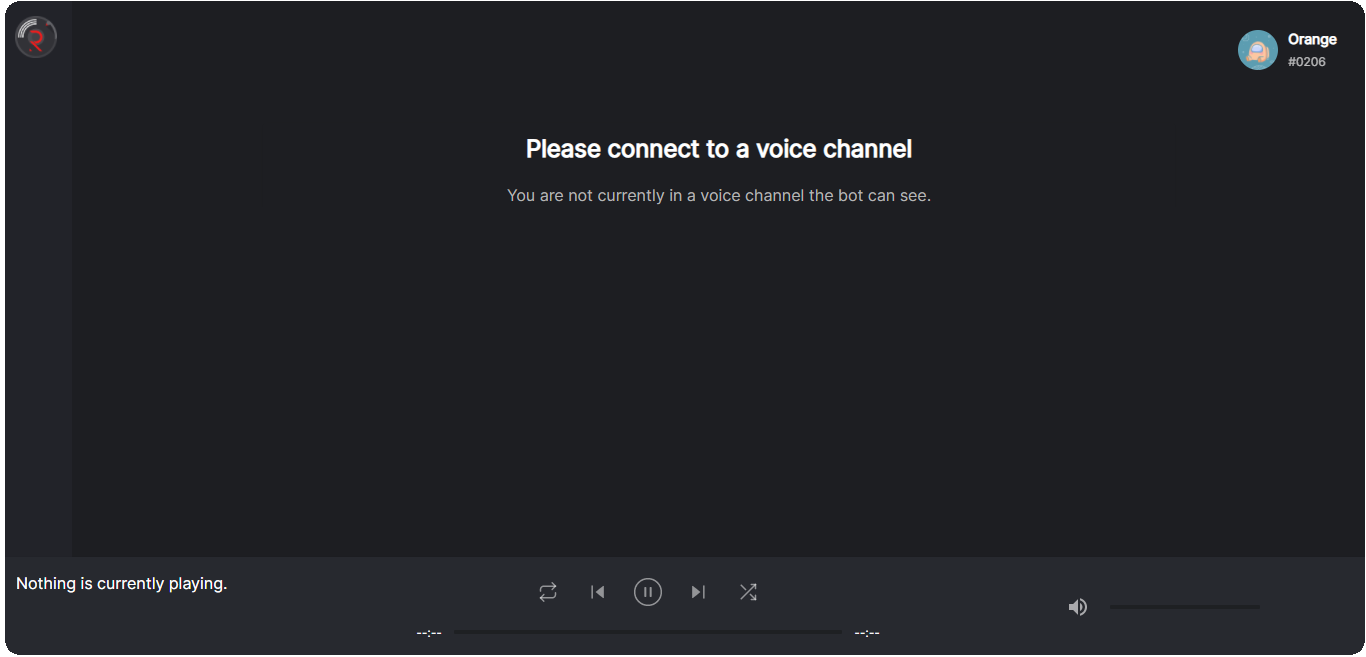 Orange
#0206
Please connect to a voice channel
You are not currently in a voice channel the bot can see.
Nothing is currently playing.
--:-- --:--